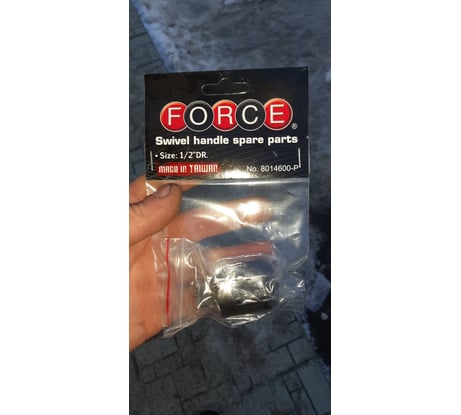 FORCE®
Swivel handle spare parts
• Size: 1/2"DR.
MADE IN TAIWAN
No. 8014600-P